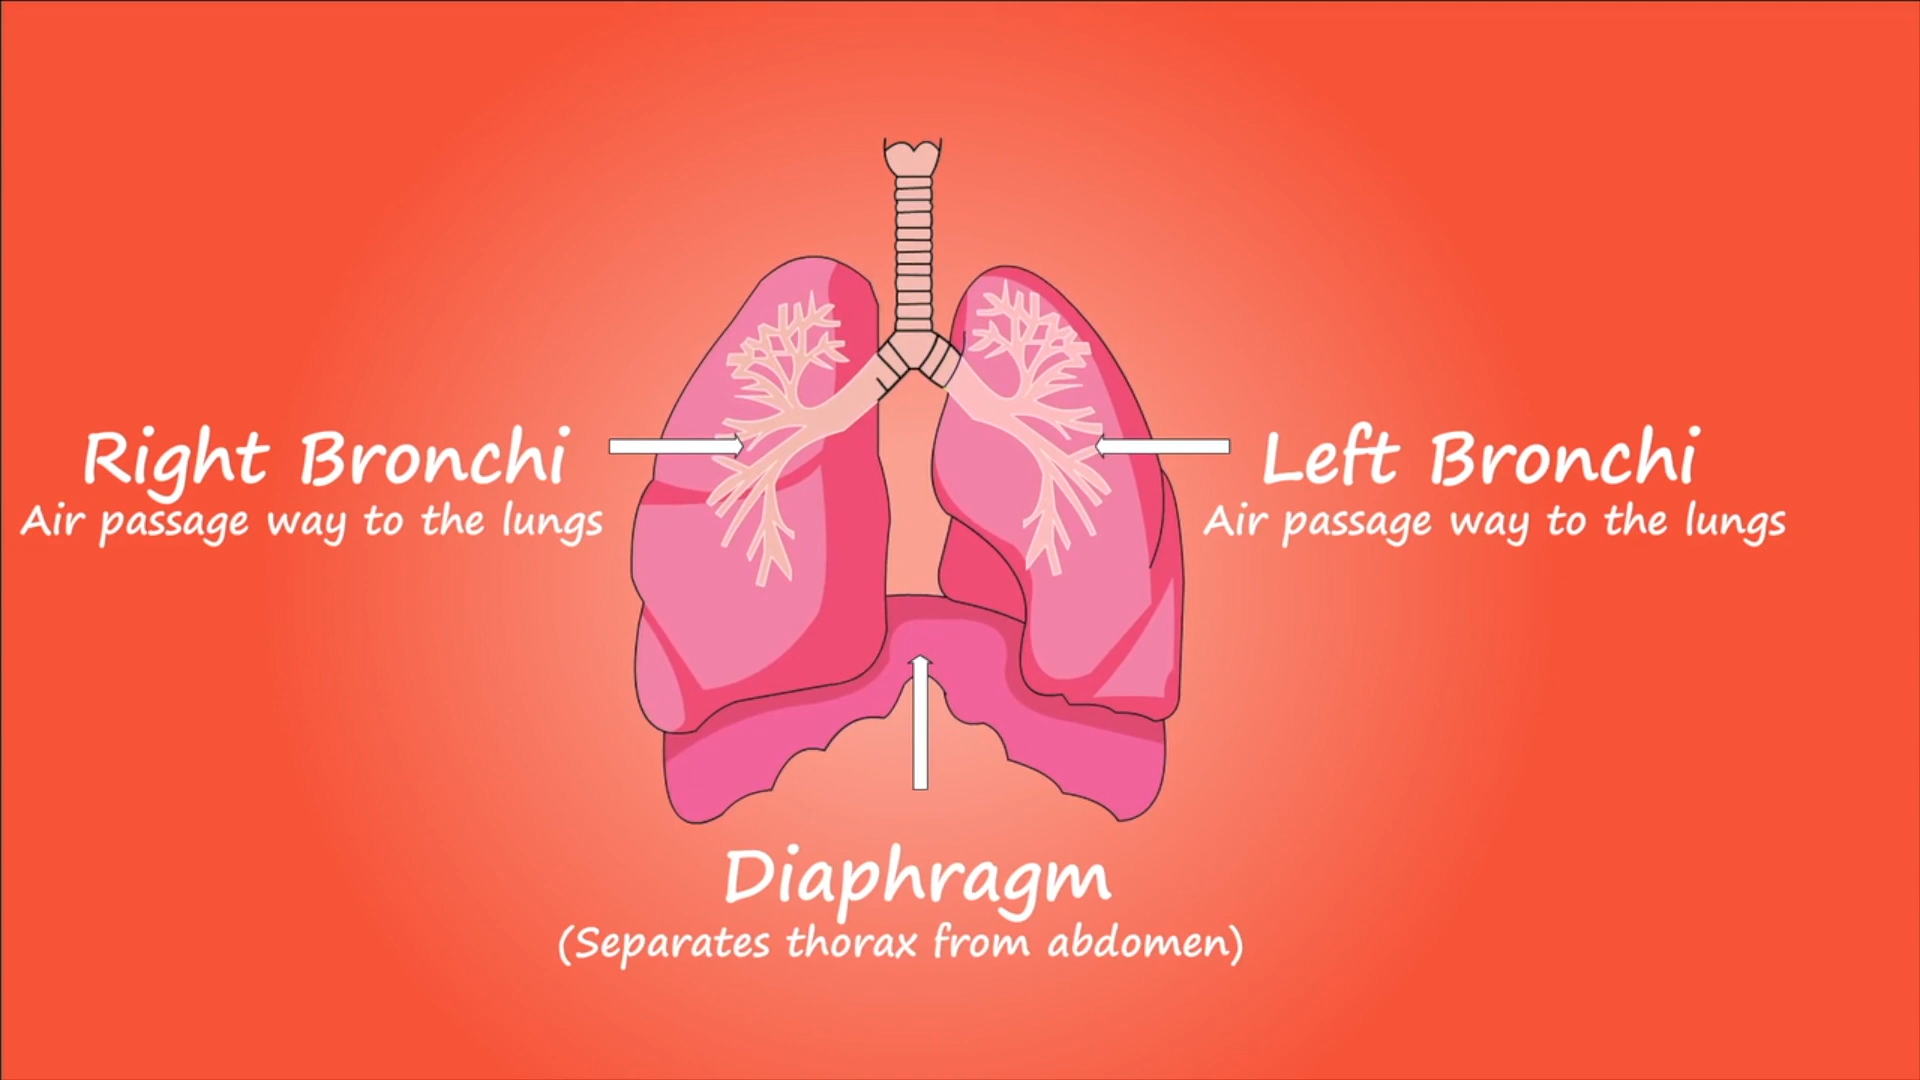 Right Bronchi
Air passage way to the lungs
Left Bronchi
Air passage way to the lungs
Diaphragm
(Separates thorax from abdomen)